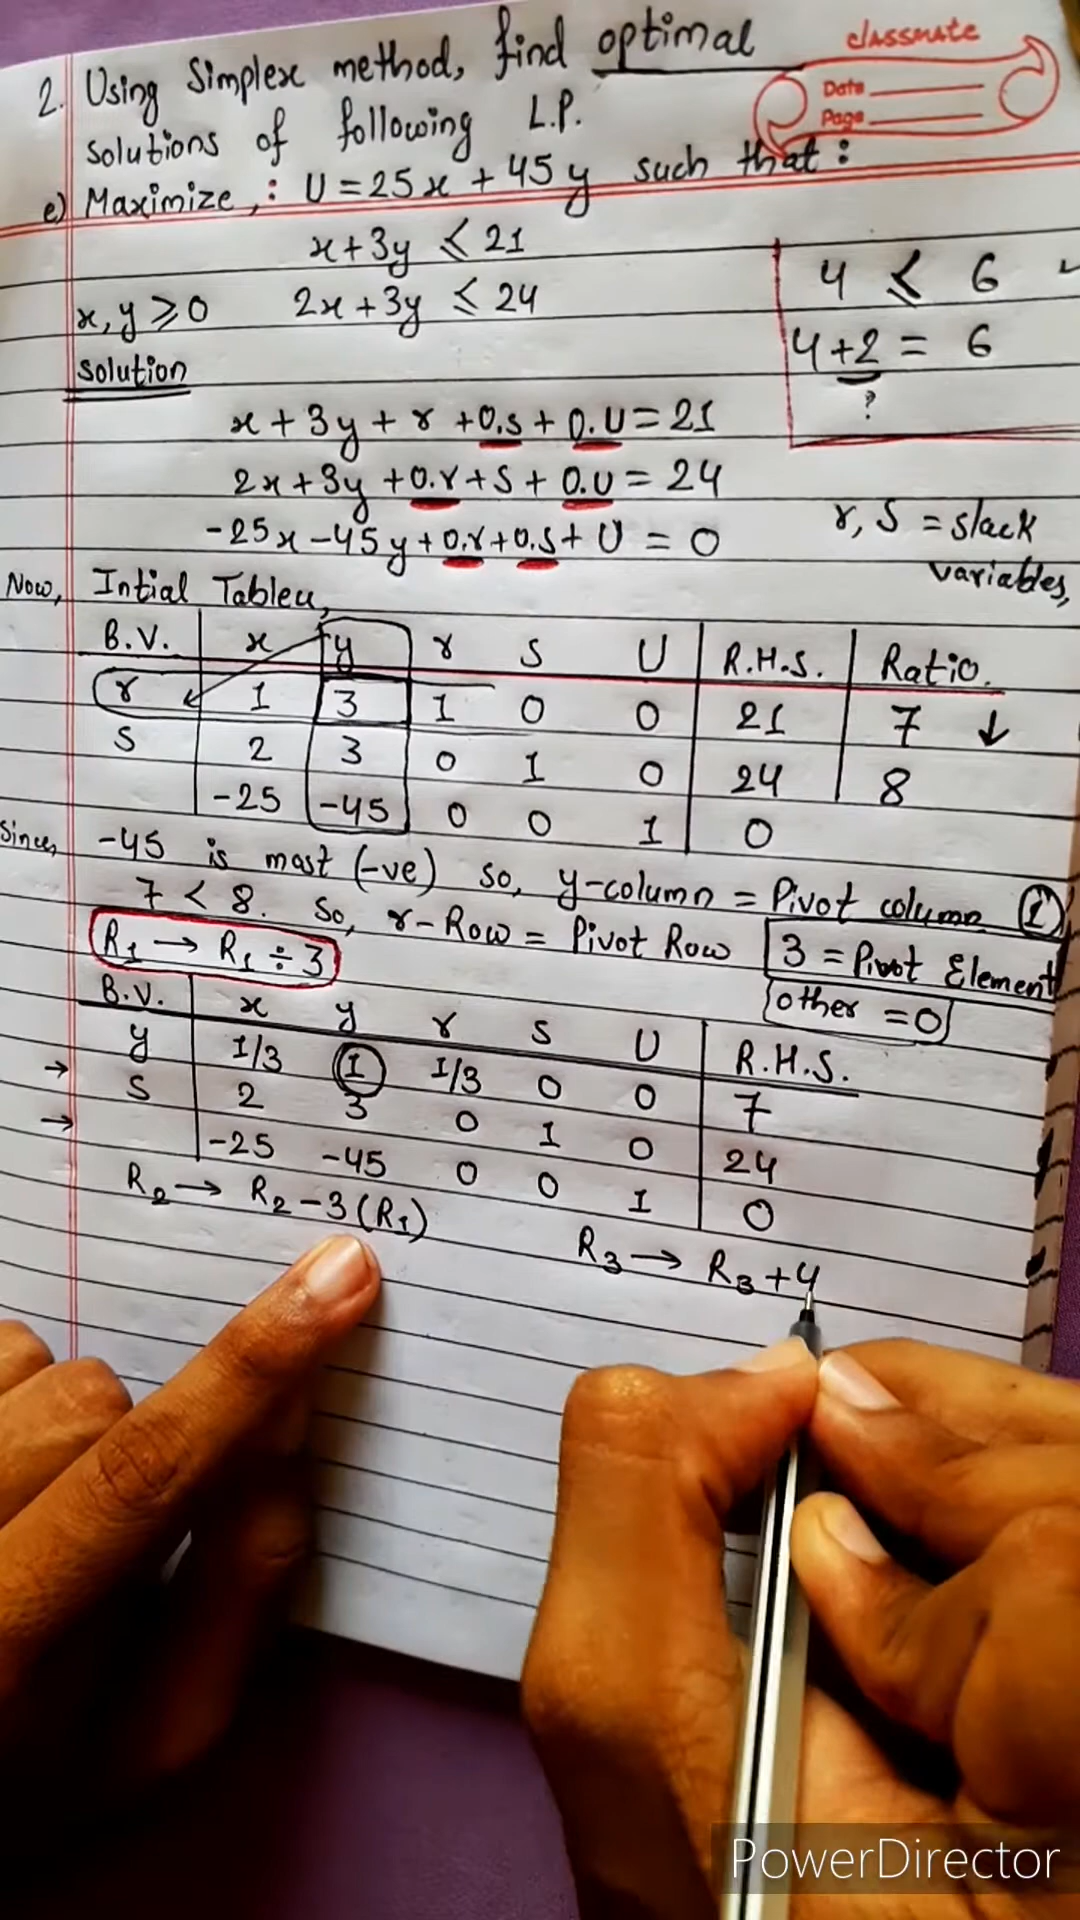 classmate
Date
Page
2. Using Simplex method, find optimal
solutions of following L.P.
e) Maximize, : U = 25x + 45y such that :
x + 3y ≤ 21
x, y ≥ 0 2x + 3y ≤ 24
4 ≤ 6
4 + 2 = 6
?
solution
x + 3y + r + 0.s + 0.U = 21
2x + 3y + 0.r + s + 0.U = 24
-25x - 45y + 0.r + 0.s + U = 0
r, s = slack
variables,
Now, Intial Tableu,
B.V. x y r s U R.H.S. Ratio.
r 1 3 1 0 0 21 7 ↓
s 2 3 0 1 0 24 8
-25 -45 0 0 1 0
Since, -45 is most (-ve) so, y-column = Pivot column 1
7 < 8. So, r-Row = Pivot Row 3 = Pivot Element
R1 → R1 ÷ 3 other = 0
B.V. x y r s U R.H.S.
y 1/3 1 1/3 0 0 7
→ s 2 3 0 1 0 24
→ -25 -45 0 0 1 0
R2 → R2 - 3(R1) R3 → R3 + 4
PowerDirector